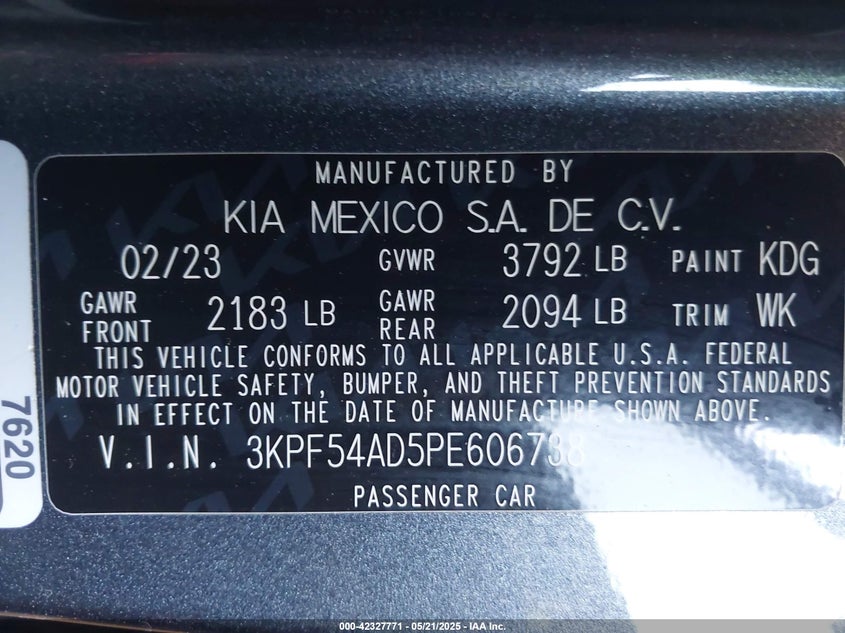 MANUFACTURED BY
KIA MEXICO S.A. DE C.V.
02/23 GVWR 3792 LB PAINT KDG
GAWR FRONT 2183 LB GAWR REAR 2094 LB TRIM WK
THIS VEHICLE CONFORMS TO ALL APPLICABLE U.S.A. FEDERAL
MOTOR VEHICLE SAFETY, BUMPER, AND THEFT PREVENTION STANDARDS
IN EFFECT ON THE DATE OF MANUFACTURE SHOWN ABOVE.
V.I.N. 3KPF54AD5PE606738
PASSENGER CAR
7620
000-42327771 - 05/21/2025 - IAA Inc.